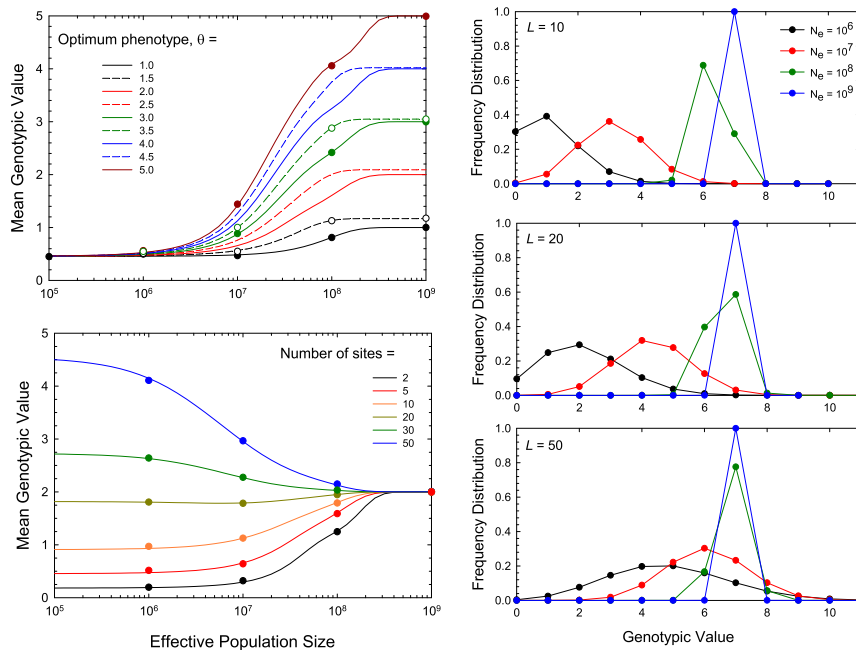 Optimum phenotype, θ =
1.0
1.5
2.0
2.5
3.0
3.5
4.0
4.5
5.0
Mean Genotypic Value
5
4
3
2
1
0
10^5 10^6 10^7 10^8 10^9
Number of sites =
2
5
10
20
30
50
Mean Genotypic Value
5
4
3
2
1
0
10^5 10^6 10^7 10^8 10^9
Effective Population Size
L = 10
N_e = 10^6
N_e = 10^7
N_e = 10^8
N_e = 10^9
Frrequency Distribution
1.0
0.8
0.6
0.4
0.2
0.0
0 2 4 6 8 10
L = 20
Frrequency Distribution
1.0
0.8
0.6
0.4
0.2
0.0
0 2 4 6 8 10
L = 50
Frrequency Distribution
1.0
0.8
0.6
0.4
0.2
0.0
0 2 4 6 8 10
Genotypic Value